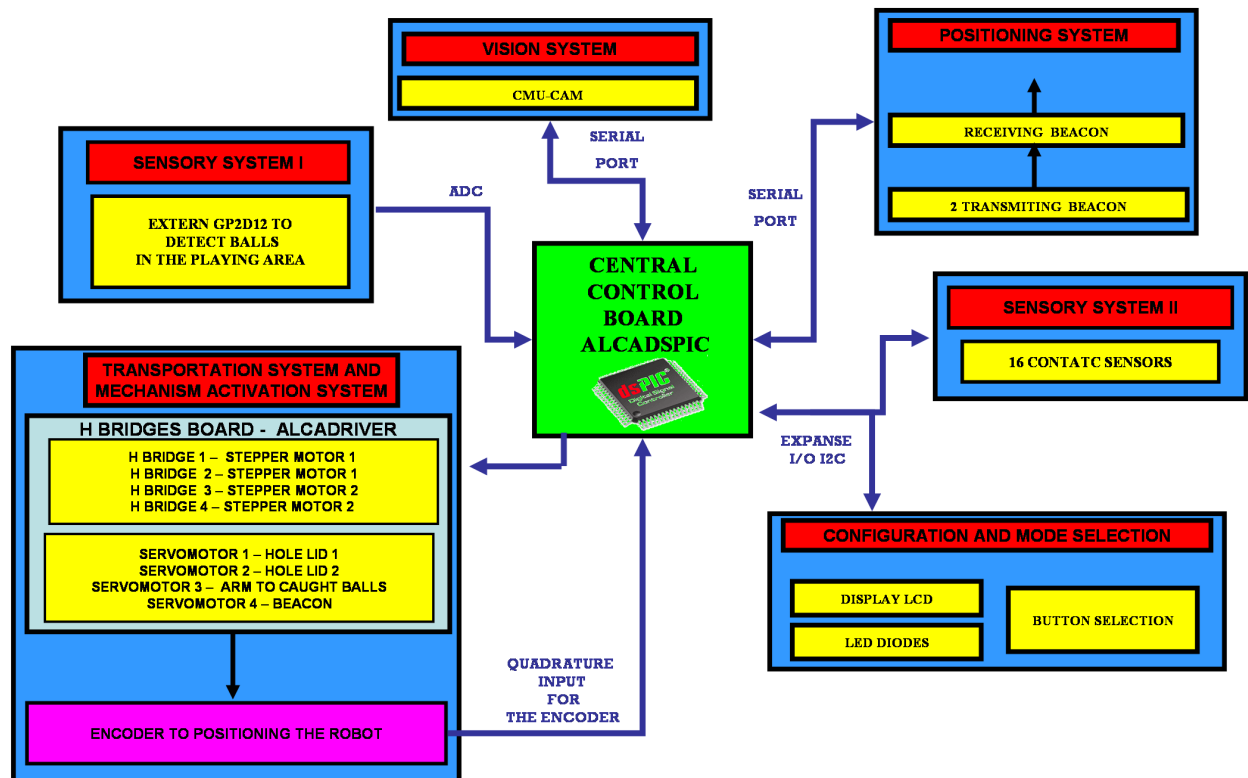 VISION SYSTEM
CMU-CAM
POSITIONING SYSTEM
RECEIVING BEACON
2 TRANSMITING BEACON
SENSORY SYSTEM I
EXTERN GP2D12 TO
DETECT BALLS
IN THE PLAYING AREA
ADC
SERIAL
PORT
SERIAL
PORT
CENTRAL
CONTROL
BOARD
ALCADSPIC
dsPIC®
Digital Signal
Controller
SENSORY SYSTEM II
16 CONTATC SENSORS
TRANSPORTATION SYSTEM AND
MECHANISM ACTIVATION SYSTEM
H BRIDGES BOARD - ALCADRIVER
H BRIDGE 1 – STEPPER MOTOR 1
H BRIDGE 2 – STEPPER MOTOR 1
H BRIDGE 3 – STEPPER MOTOR 2
H BRIDGE 4 – STEPPER MOTOR 2
SERVOMOTOR 1 – HOLE LID 1
SERVOMOTOR 2 – HOLE LID 2
SERVOMOTOR 3 – ARM TO CAUGHT BALLS
SERVOMOTOR 4 – BEACON
EXPANSE
I/O I2C
CONFIGURATION AND MODE SELECTION
DISPLAY LCD
LED DIODES
BUTTON SELECTION
QUADRATURE
INPUT
FOR
THE ENCODER
ENCODER TO POSITIONING THE ROBOT